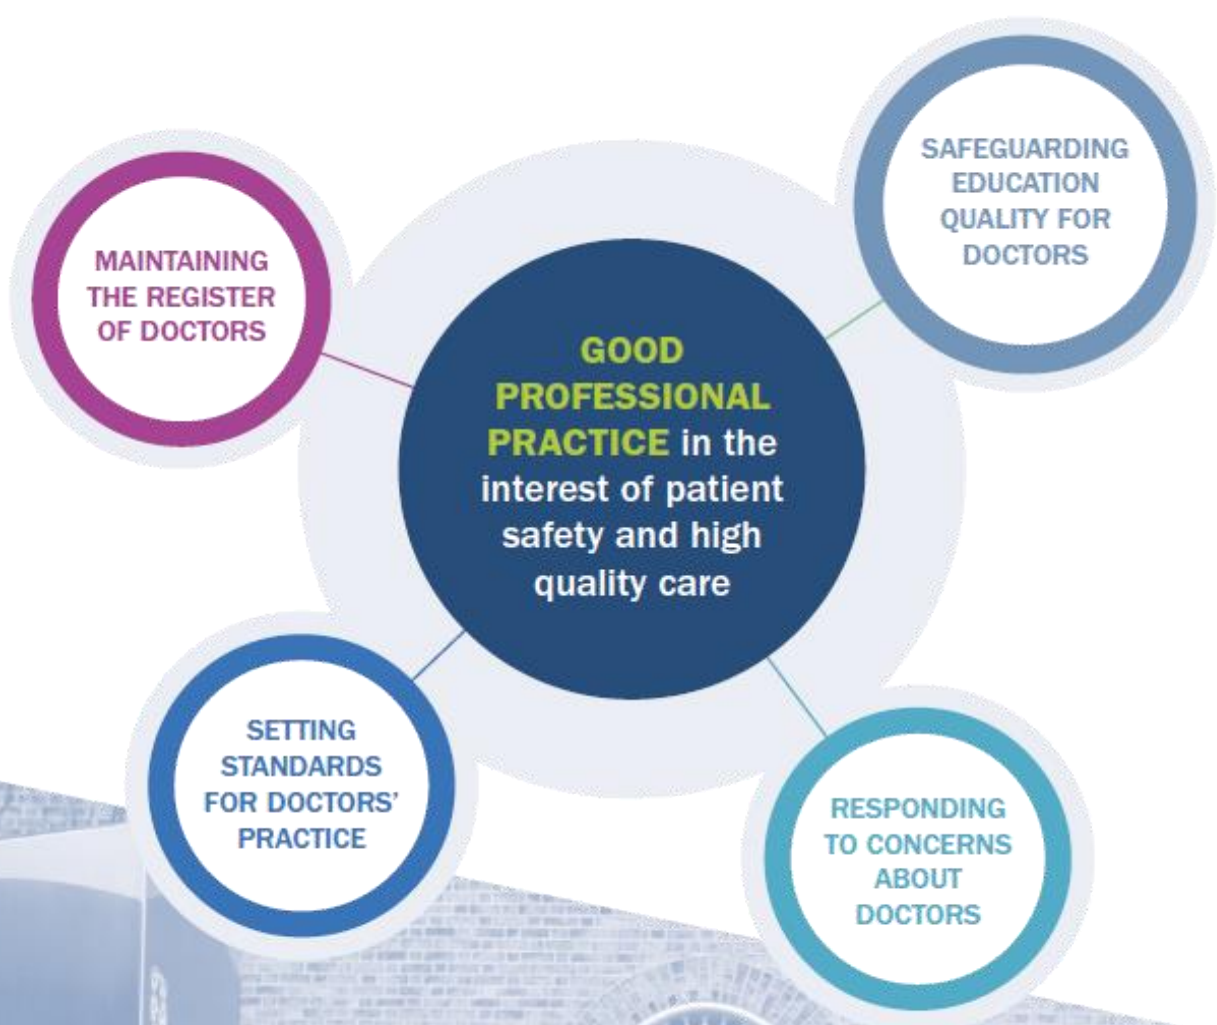 MAINTAINING
THE REGISTER
OF DOCTORS
SAFEGUARDING
EDUCATION
QUALITY FOR
DOCTORS
GOOD
PROFESSIONAL
PRACTICE in the
interest of patient
safety and high
quality care
SETTING
STANDARDS
FOR DOCTORS’
PRACTICE
RESPONDING
TO CONCERNS
ABOUT
DOCTORS